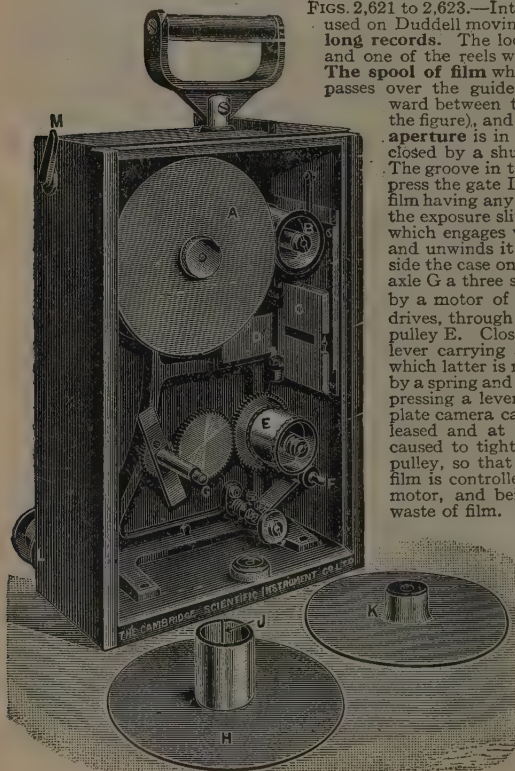 FIGS. 2,621 to 2,623.—Int
used on Duddell movin
long records. The loc
and one of the reels w
The spool of film wh
passes over the guide
ward between t
the figure), and
aperture is in
closed by a shu
The groove in t
press the gate
film having any
the exposure sli
which engages
and unwinds it
side the case on
axle G a three s
by a motor of
drives, through
pulley E. Clos
lever carrying
which latter is
by a spring and
pressing a lever
plate camera ca
leased and at
caused to tight
pulley, so that
film is controlle
motor, and be
waste of film.
M
S
A
B
C
D
E
F
G
L
THE CAMBRIDGE SCIENTIFIC INSTRUMENT CO LTD
J
K
H